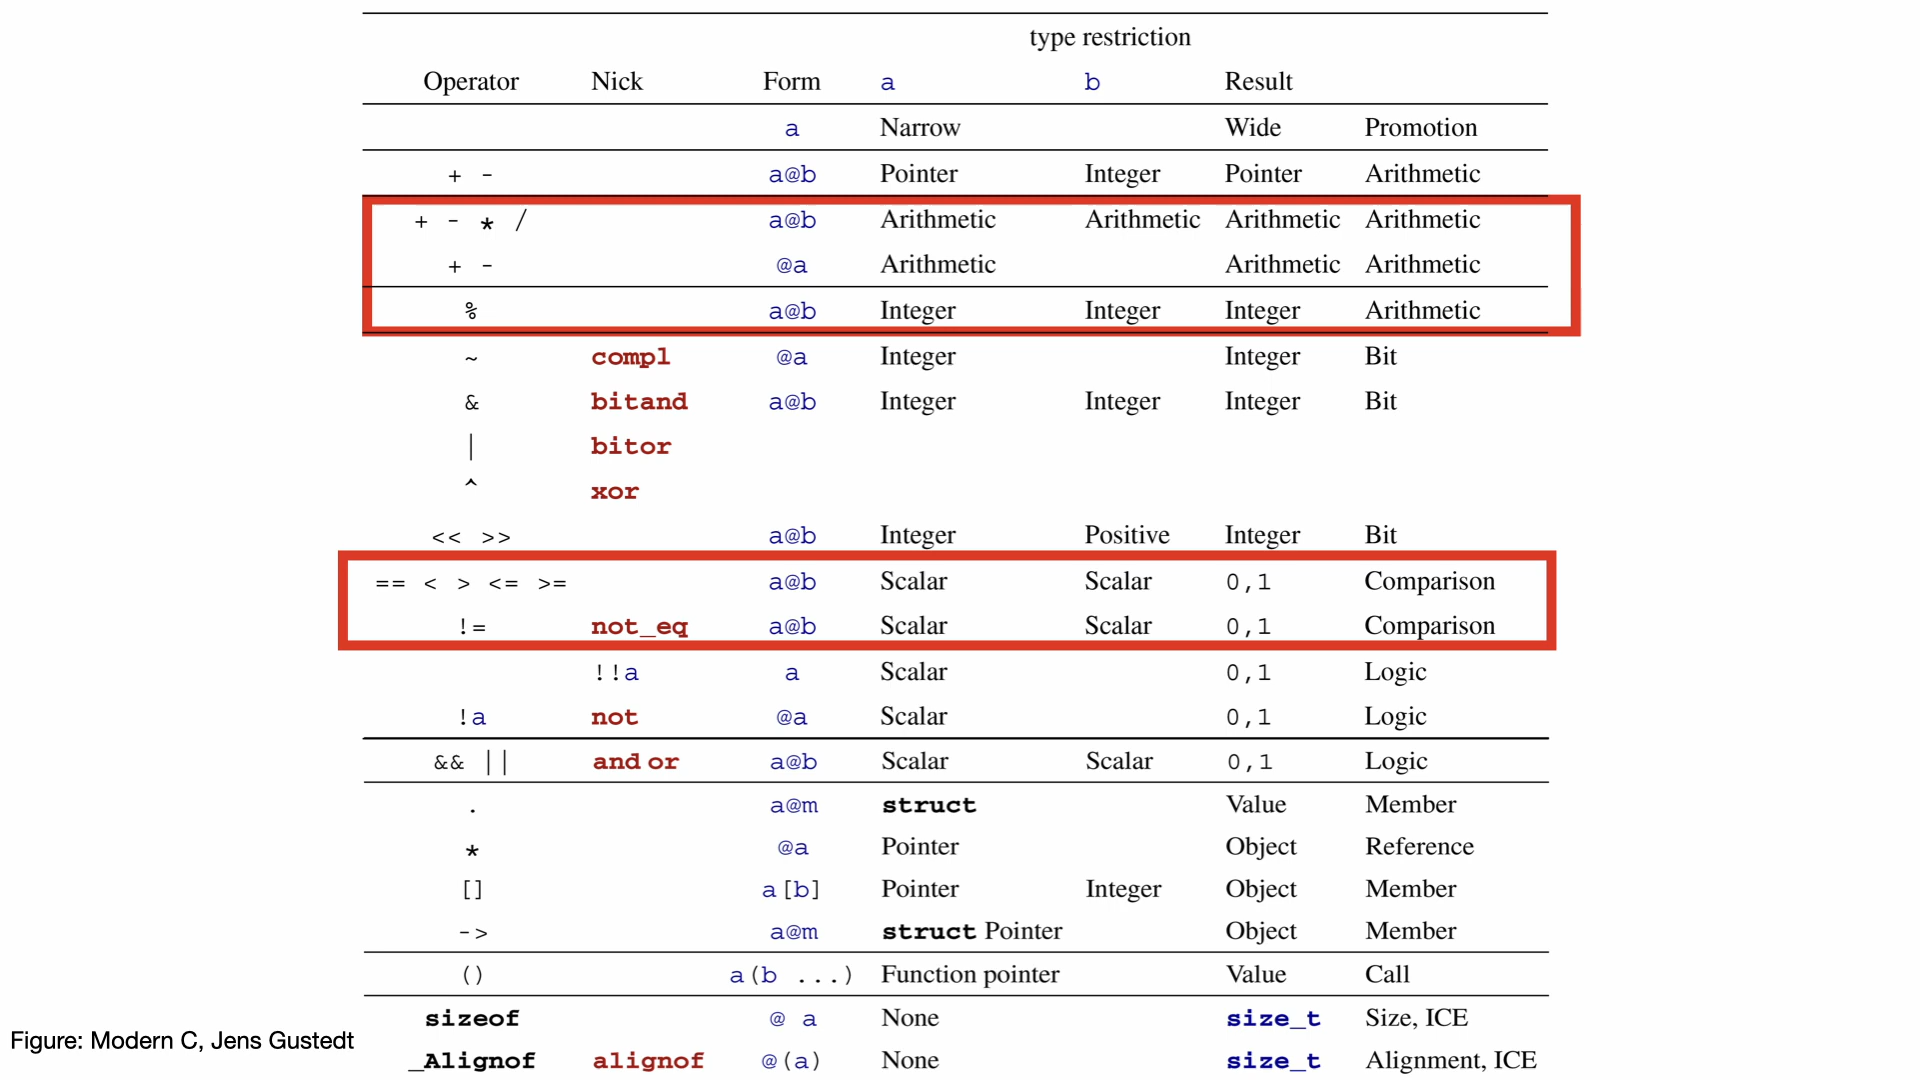 type restriction
Operator Nick Form a b Result
a Narrow Wide Promotion
+ - a@b Pointer Integer Pointer Arithmetic
+ - * / a@b Arithmetic Arithmetic Arithmetic Arithmetic
+ - @a Arithmetic Arithmetic Arithmetic
% a@b Integer Integer Integer Arithmetic
~ compl @a Integer Integer Bit
& bitand a@b Integer Integer Integer Bit
| bitor
^ xor
<< >> a@b Integer Positive Integer Bit
== < > <= >= a@b Scalar Scalar 0,1 Comparison
!= not_eq a@b Scalar Scalar 0,1 Comparison
!!a a Scalar 0,1 Logic
!a not @a Scalar 0,1 Logic
&& || and or a@b Scalar Scalar 0,1 Logic
. a@m struct Value Member
* @a Pointer Object Reference
[] a[b] Pointer Integer Object Member
-> a@m struct Pointer Object Member
() a(b ...) Function pointer Value Call
sizeof @ a None size_t Size, ICE
_Alignof alignof @(a) None size_t Alignment, ICE
Figure: Modern C, Jens Gustedt